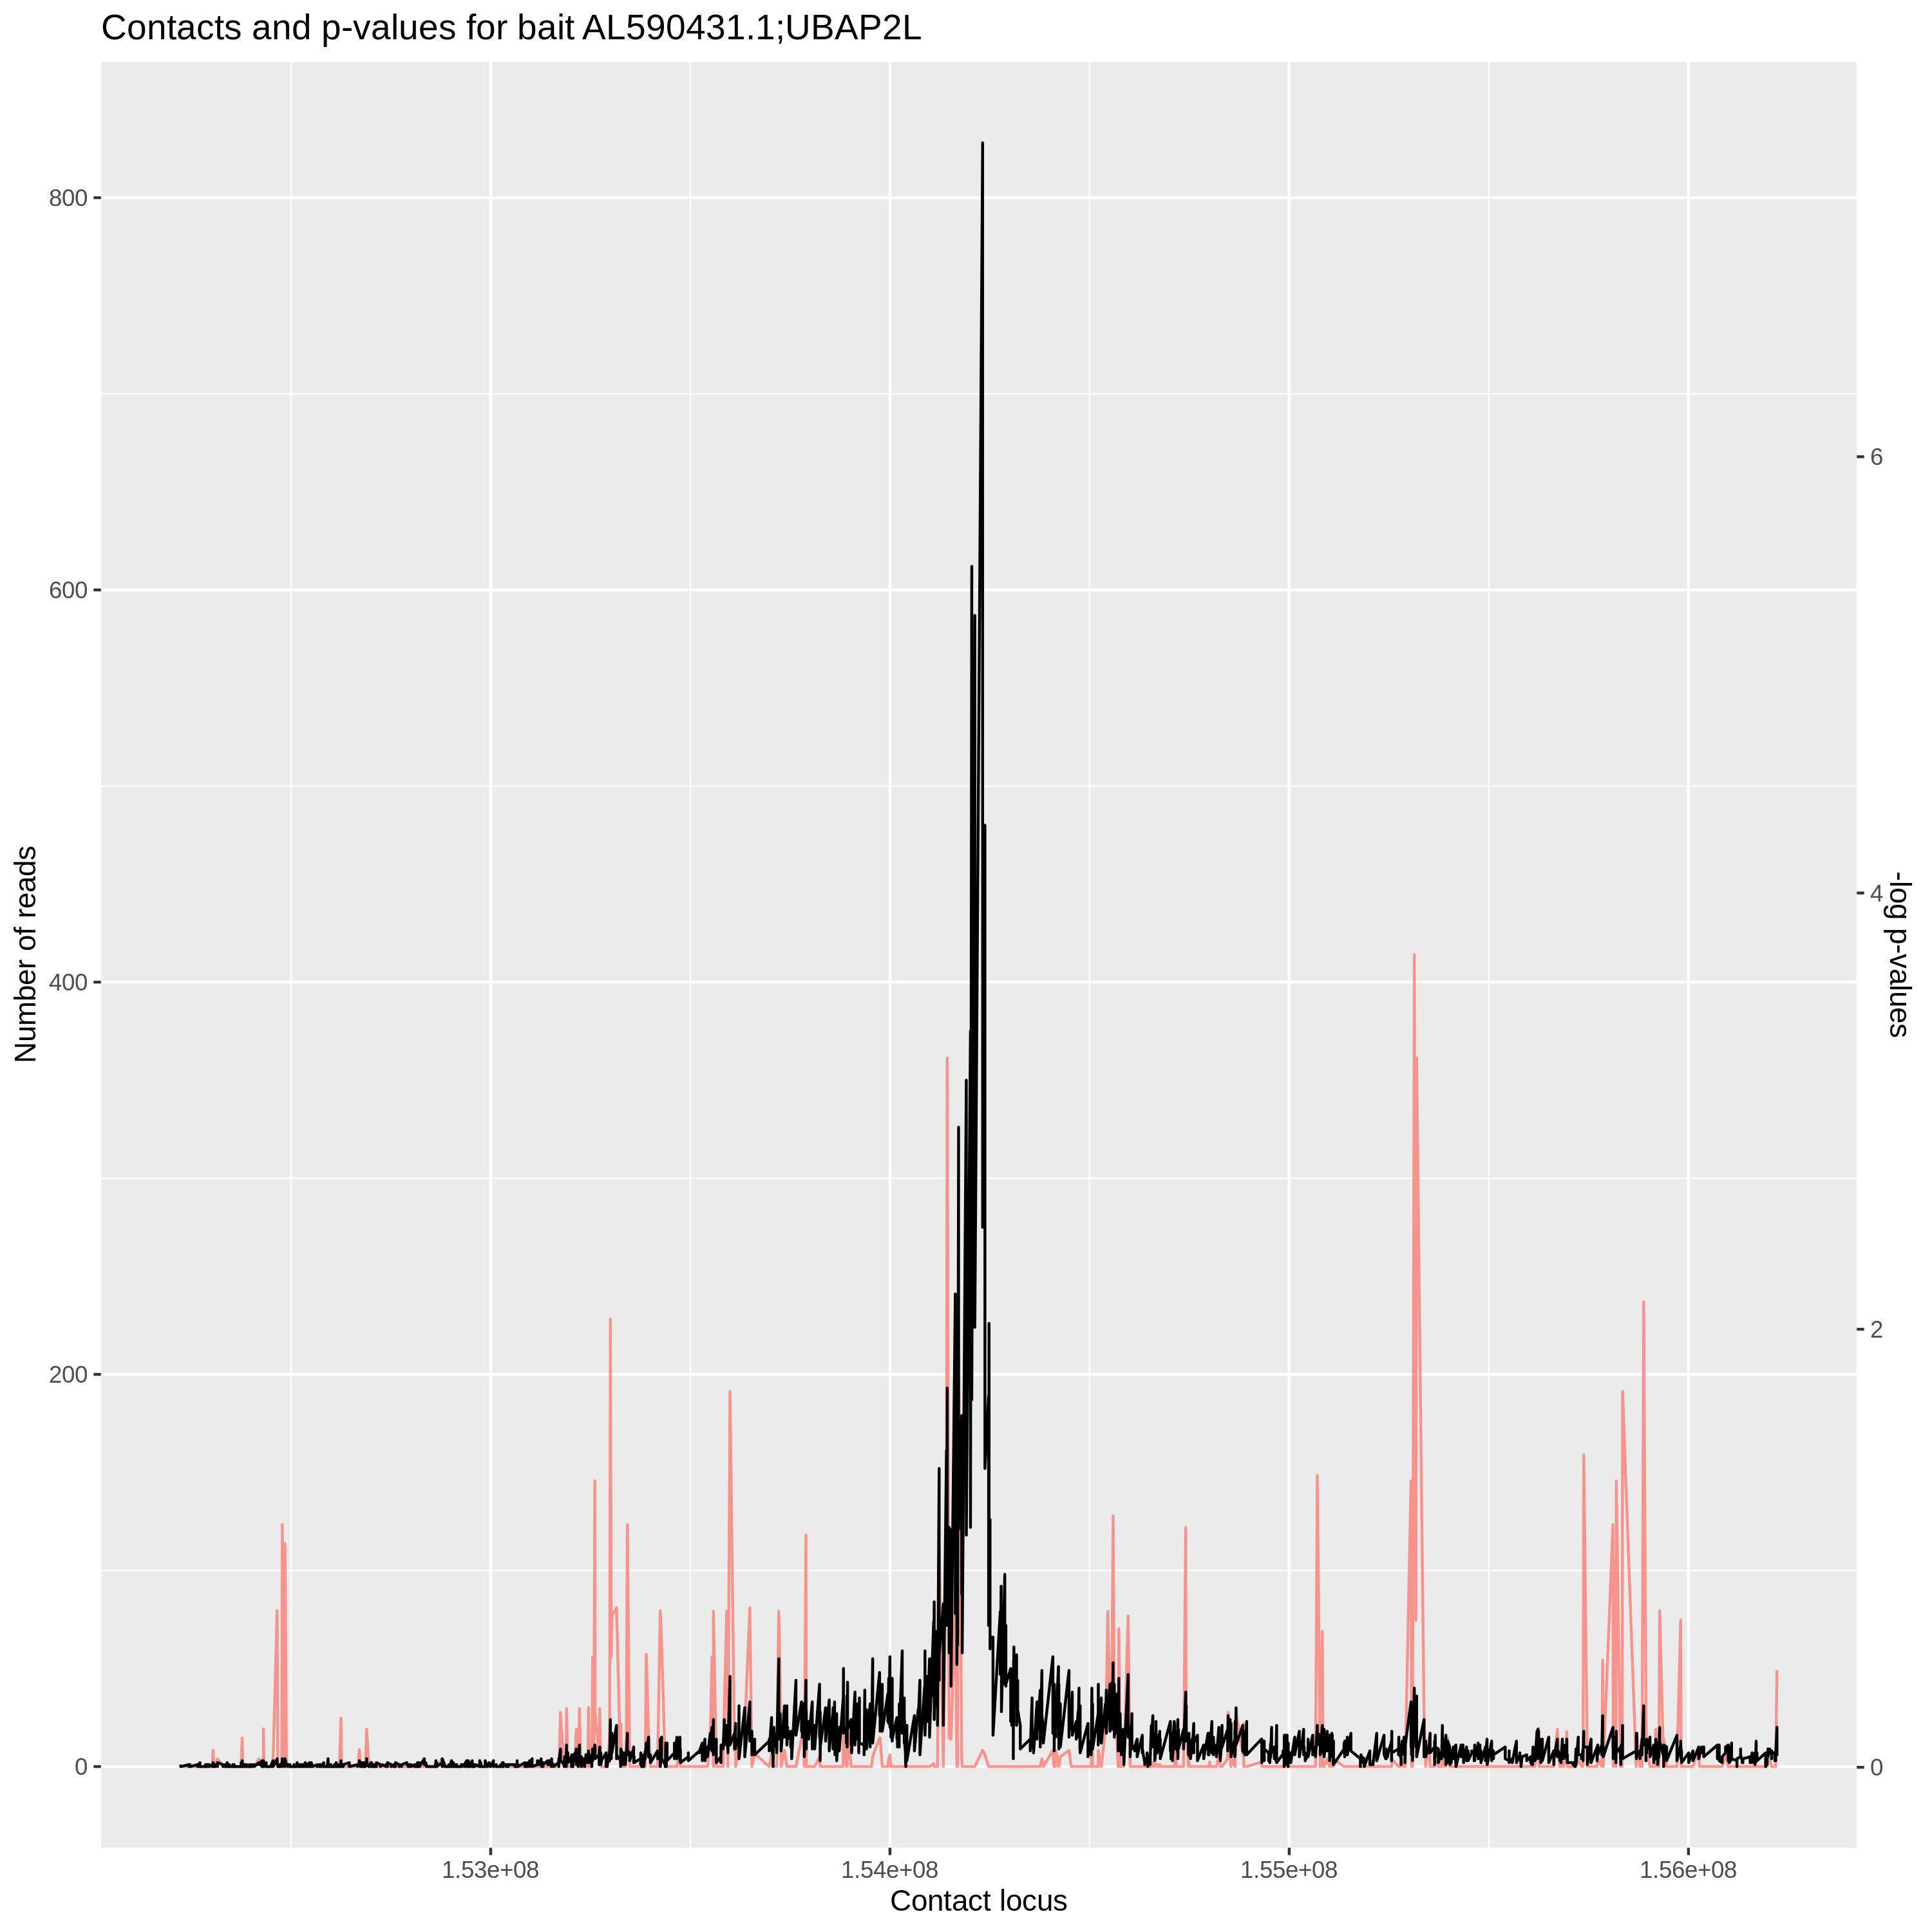 Contacts and p-values for bait AL590431.1;UBAP2L
800
600
400
200
0
Number of reads
6
4
2
0
-log p-values
1.53e+08
1.54e+08
1.55e+08
1.56e+08
Contact locus